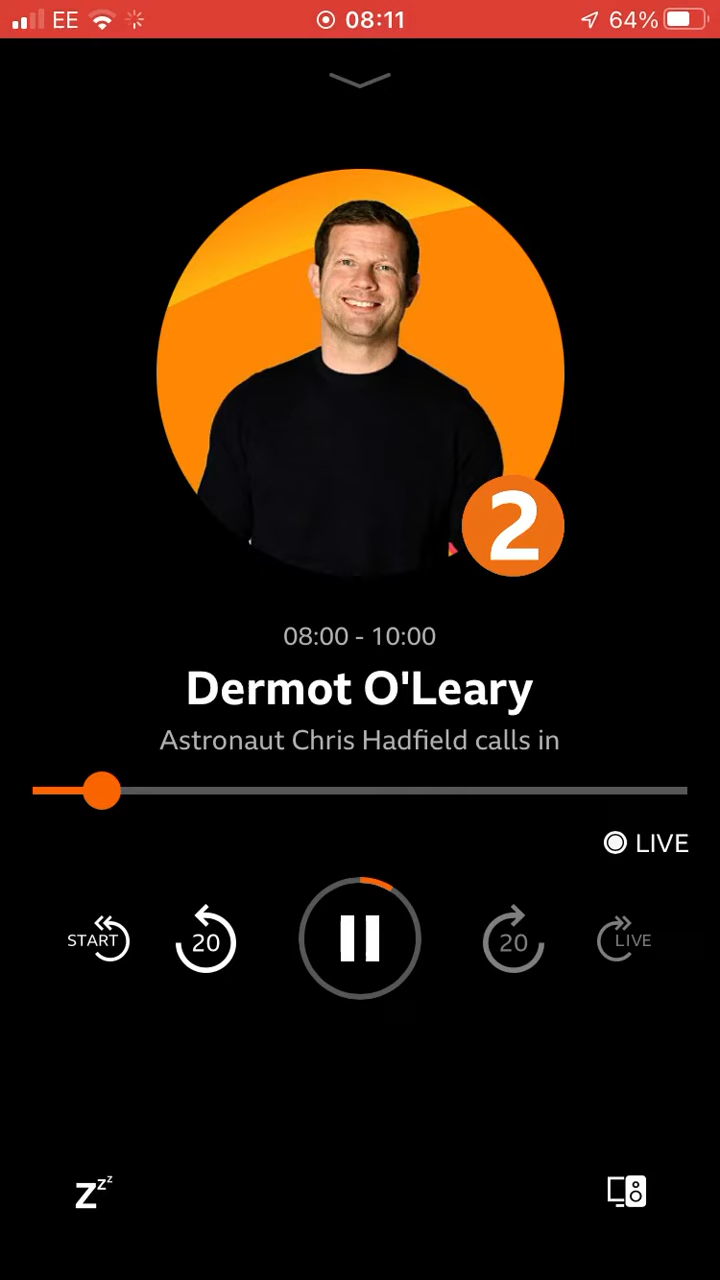 EE 08:11 64%
2
08:00 - 10:00
Dermot O'Leary
Astronaut Chris Hadfield calls in
LIVE
START 20 20 LIVE
Zzz